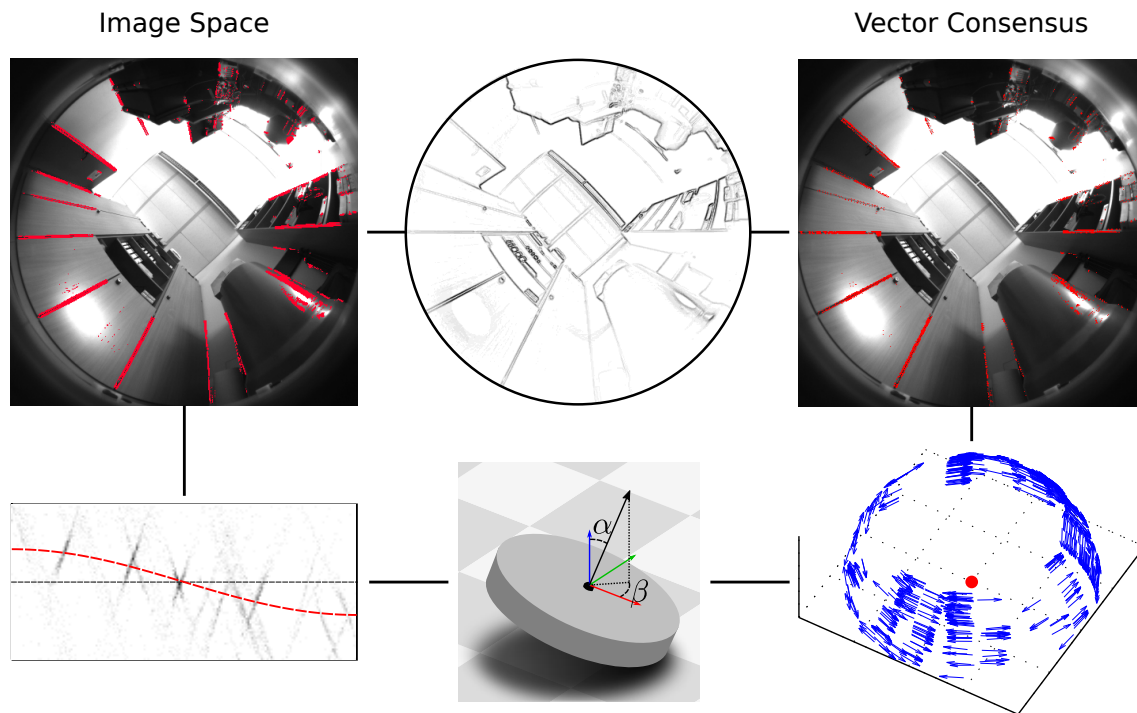 Image Space
Vector Consensus
α
β